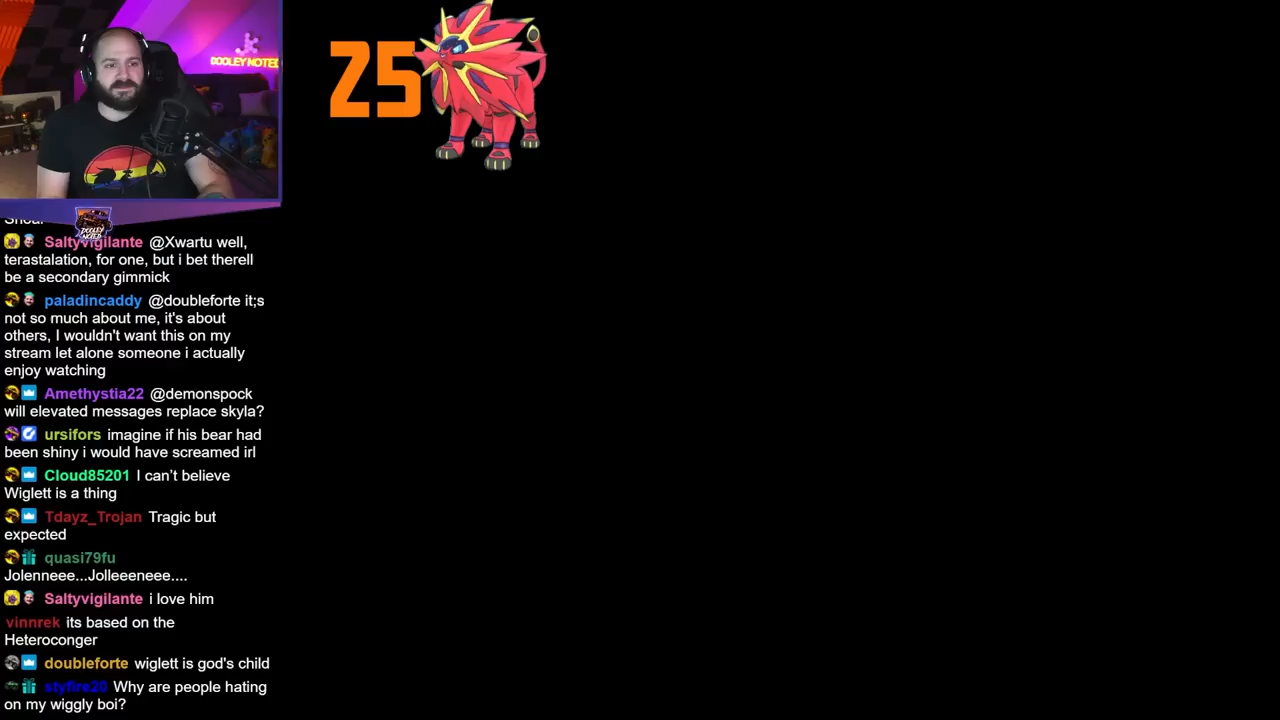 DOOLEY NOTED
25
DOOLEY
NOTED
Saltyvigilante @Xwartu well,
terastalation, for one, but i bet therell
be a secondary gimmick
paladincaddy @doubleforte it;s
not so much about me, it's about
others, I wouldn't want this on my
stream let alone someone i actually
enjoy watching
Amethystia22 @demonspock
will elevated messages replace skyla?
ursifors imagine if his bear had
been shiny i would have screamed irl
Cloud85201 I can’t believe
Wiglett is a thing
Tdayz_Trojan Tragic but
expected
quasi79fu
Jolenneee...Jolleeeneee....
Saltyvigilante i love him
vinnrek its based on the
Heteroconger
doubleforte wiglett is god's child
styfire20 Why are people hating
on my wiggly boi?